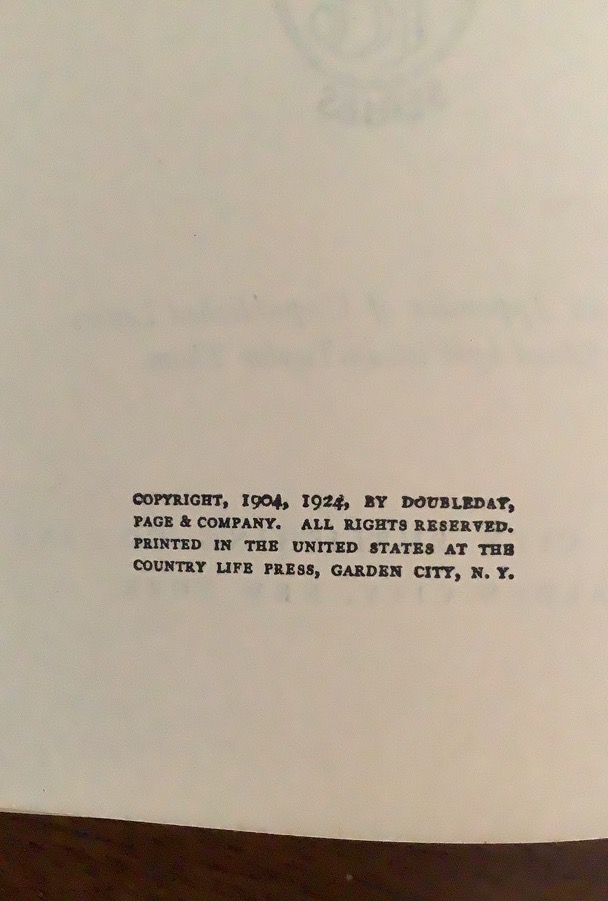 COPYRIGHT, 1904, 1924, BY DOUBLEDAY,
PAGE & COMPANY. ALL RIGHTS RESERVED.
PRINTED IN THE UNITED STATES AT THE
COUNTRY LIFE PRESS, GARDEN CITY, N. Y.